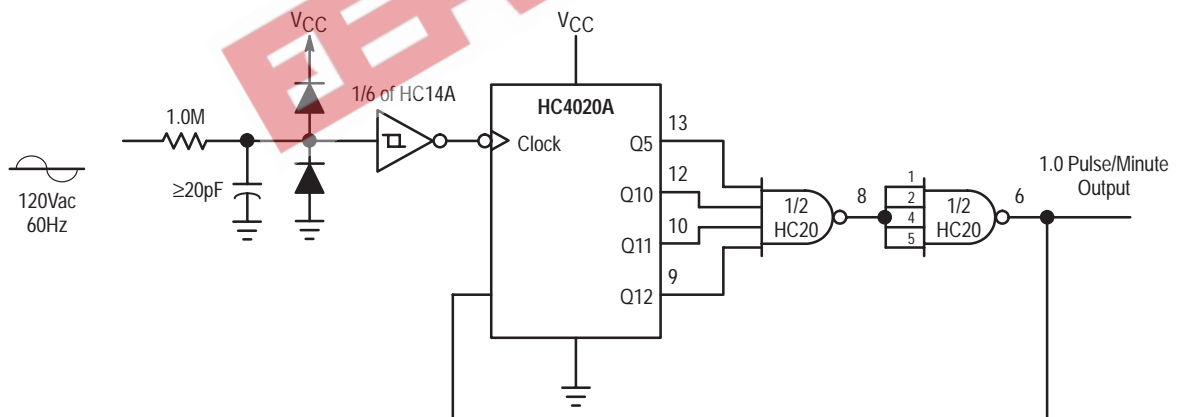 VCC
VCC
1/6 of HC14A
HC4020A
1.0M
13
Q5
Clock
1.0 Pulse/Minute
Output
12
Q10
1
2
4
5
8
6
1/2
HC20
1/2
HC20
≥20pF
120Vac
60Hz
10
Q11
9
Q12